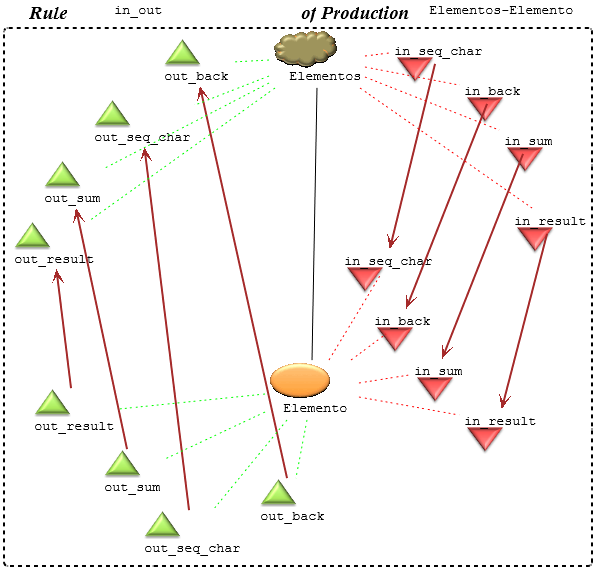 Rule in_out of Production Elementos-Elemento
in_seq_char
out_back
Elementos
in_back
out_seq_char
in_sum
out_sum
in_result
out_result
in_seq_char
in_back
in_sum
Elemento
in_result
out_result
out_sum
out_back
out_seq_char